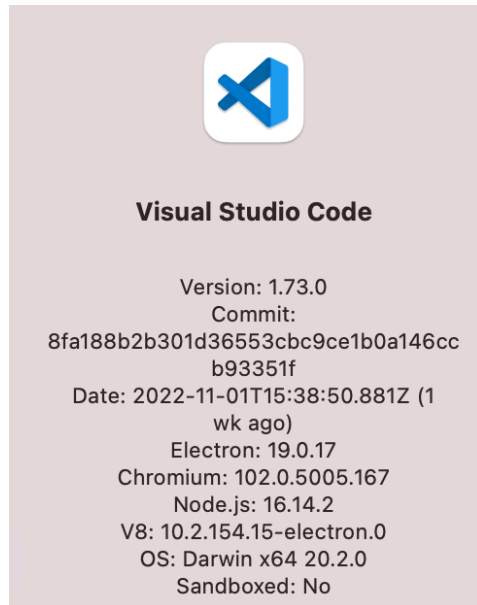 Visual Studio Code
Version: 1.73.0
Commit:
8fa188b2b301d36553cbc9ce1b0a146cc
b93351f
Date: 2022-11-01T15:38:50.881Z (1
wk ago)
Electron: 19.0.17
Chromium: 102.0.5005.167
Node.js: 16.14.2
V8: 10.2.154.15-electron.0
OS: Darwin x64 20.2.0
Sandboxed: No